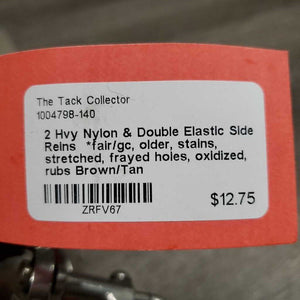 The Tack Collector
1004798-140
2 Hvy Nylon & Double Elastic Side
Reins *fair/gc, older, stains,
stretched, frayed holes, oxidized,
rubs Brown/Tan
ZRFV67
$12.75